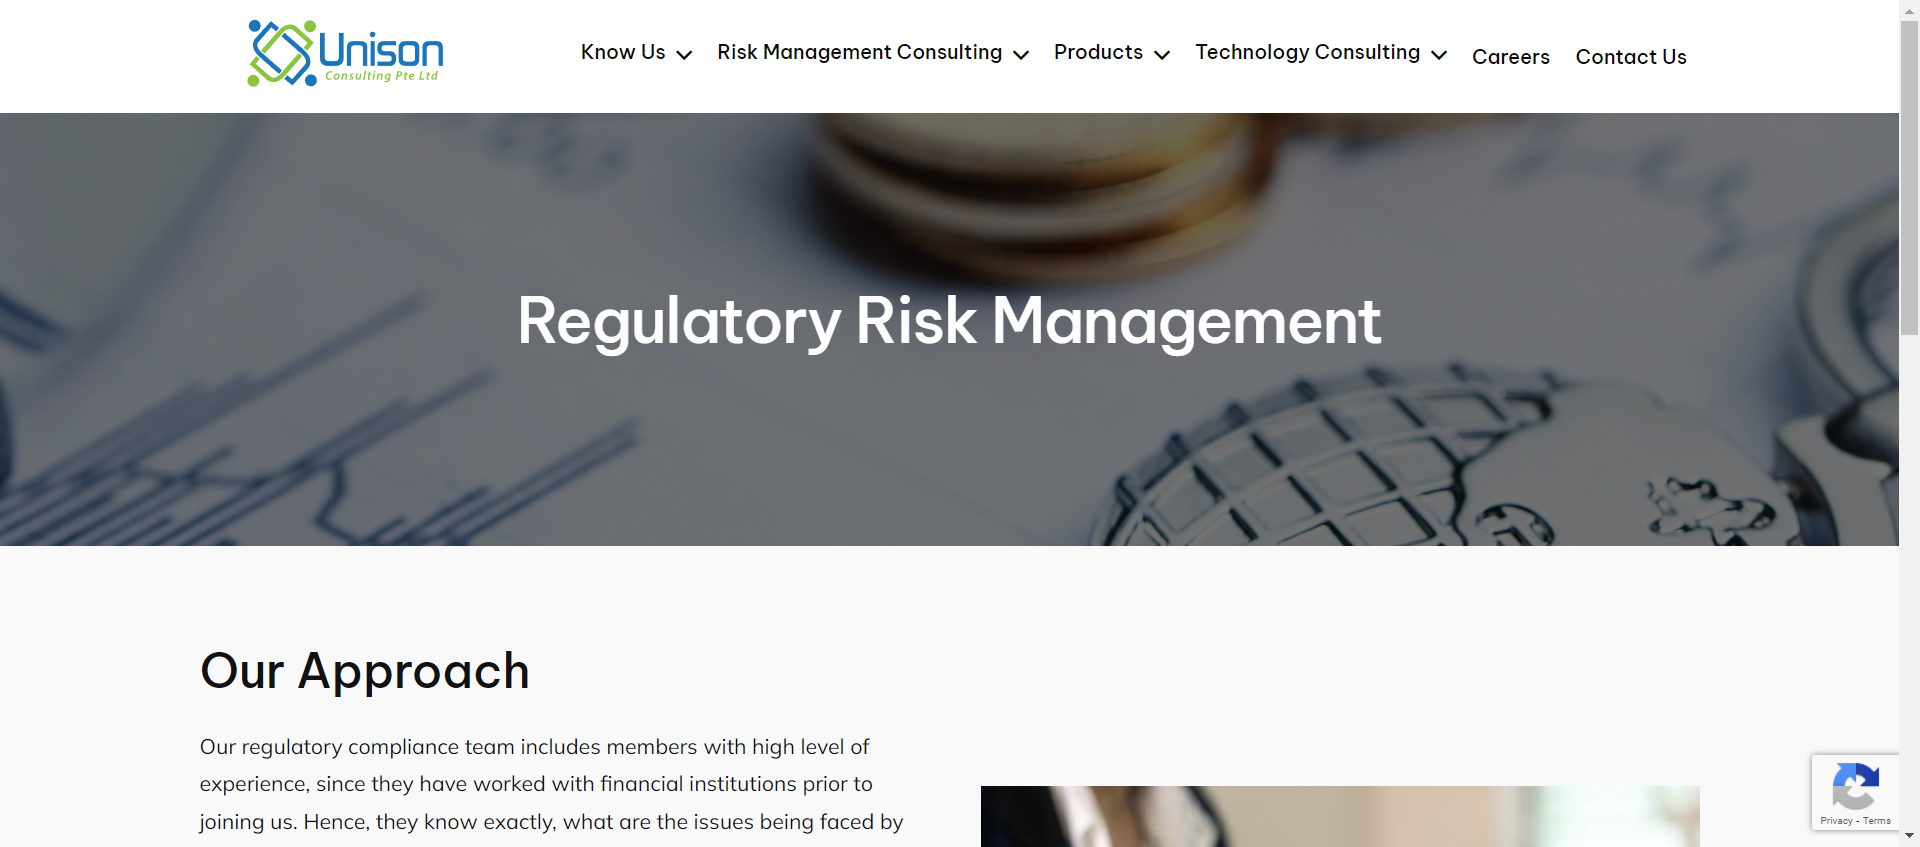 Unison
Consulting Pte Ltd
Know Us
Risk Management Consulting
Products
Technology Consulting
Careers
Contact Us
Regulatory Risk Management
Our Approach
Our regulatory compliance team includes members with high level of
experience, since they have worked with financial institutions prior to
joining us. Hence, they know exactly, what are the issues being faced by
Privacy - Terms